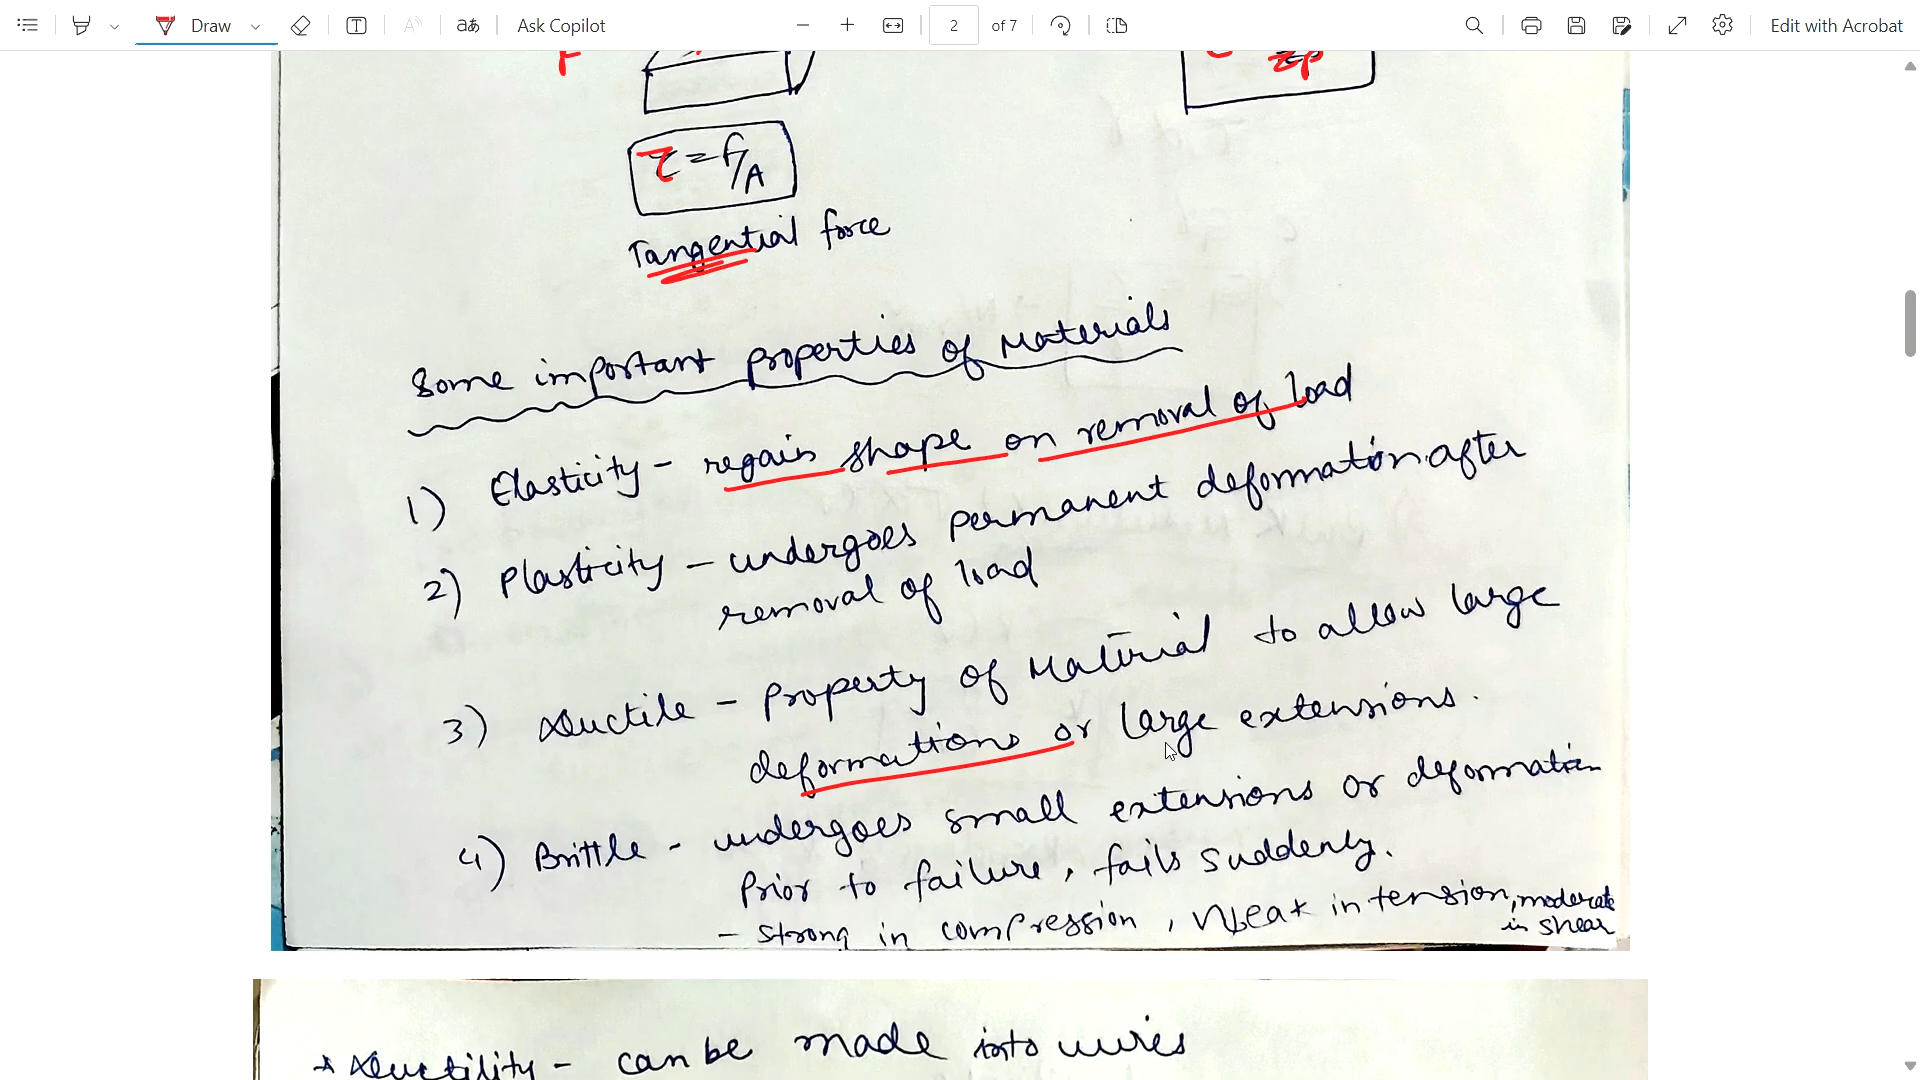 Draw
Ask Copilot
2 of 7
Edit with Acrobat
F
τ = F/A
Tangential force
Some important properties of Materials
1) Elasticity - regain shape on removal of load
2) Plasticity - undergoes permanent deformation after
removal of load
3) Ductile - property of Material to allow large
deformations or large extensions.
4) Brittle - undergoes small extensions or deformation
Prior to failure, fails suddenly.
- strong in compression, Weak in tension, moderate
in shear
* Ductility - can be made into wires